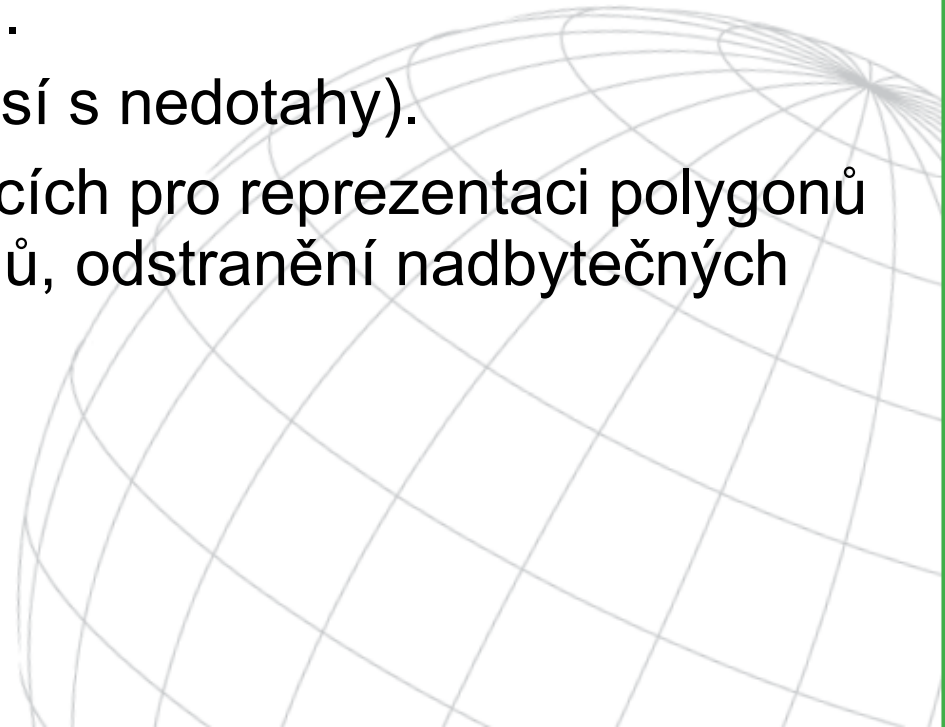 .
sí s nedotahy).
cích pro reprezentaci polygonů
ů, odstranění nadbytečných